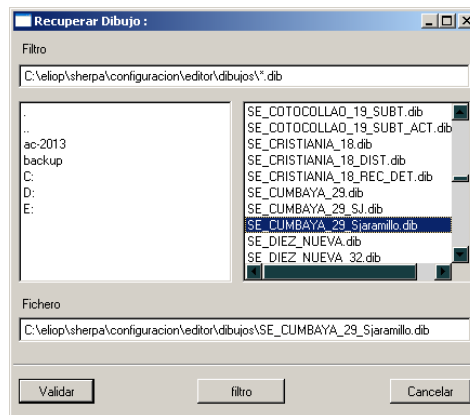 Recuperar Dibujo :
Filtro
C:\eliop\sherpa\configuracion\editor\dibujos\*.dib
.
..
ac-2013
backup
C:
D:
E:
SE_COTOCOLLAO_19_SUBT.dib
SE_COTOCOLLAO_19_SUBT_ACT.dib
SE_CRISTIANIA_18.dib
SE_CRISTIANIA_18_DIST.dib
SE_CRISTIANIA_18_REC_DET.dib
SE_CUMBAYA_29.dib
SE_CUMBAYA_29_SJ.dib
SE_CUMBAYA_29_Sjaramillo.dib
SE_DIEZ_NUEVA.dib
SE_DIEZ_NUEVA_32.dib
Fichero
C:\eliop\sherpa\configuracion\editor\dibujos\SE_CUMBAYA_29_Sjaramillo.dib
Validar
filtro
Cancelar